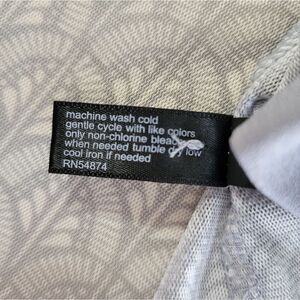 machine wash cold
gentle cycle with like colors
only non-chlorine bleach
when needed tumble dry low
cool iron if needed
RN54874